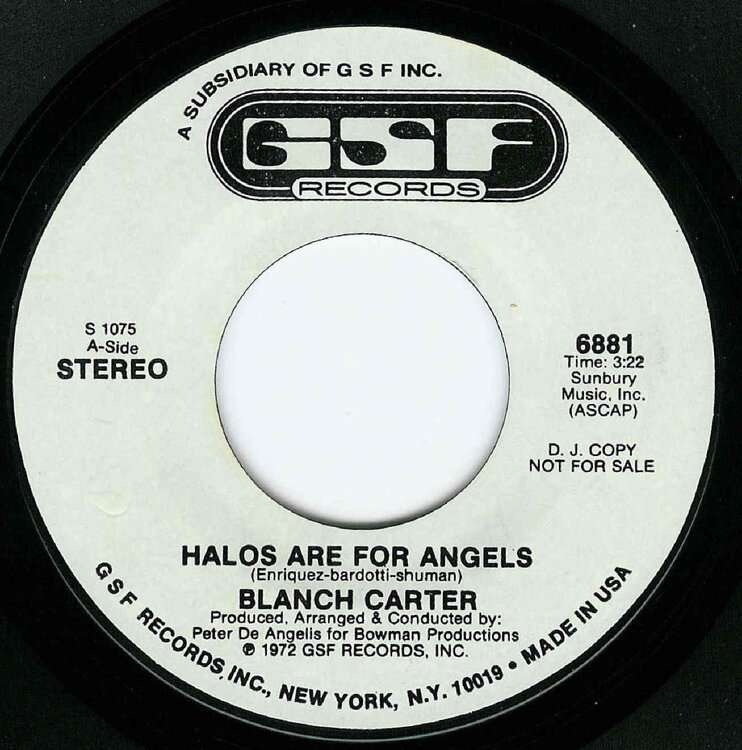 A SUBSIDIARY OF G S F INC.
GSF
RECORDS
S 1075
A-Side
STEREO
6881
Time: 3:22
Sunbury
Music, Inc.
(ASCAP)
D. J. COPY
NOT FOR SALE
HALOS ARE FOR ANGELS
(Enriquez-bardotti-shuman)
BLANCH CARTER
Produced, Arranged & Conducted by:
Peter De Angelis for Bowman Productions
℗ 1972 GSF RECORDS, INC.
G S F RECORDS, INC., NEW YORK, N.Y. 10019 • MADE IN USA